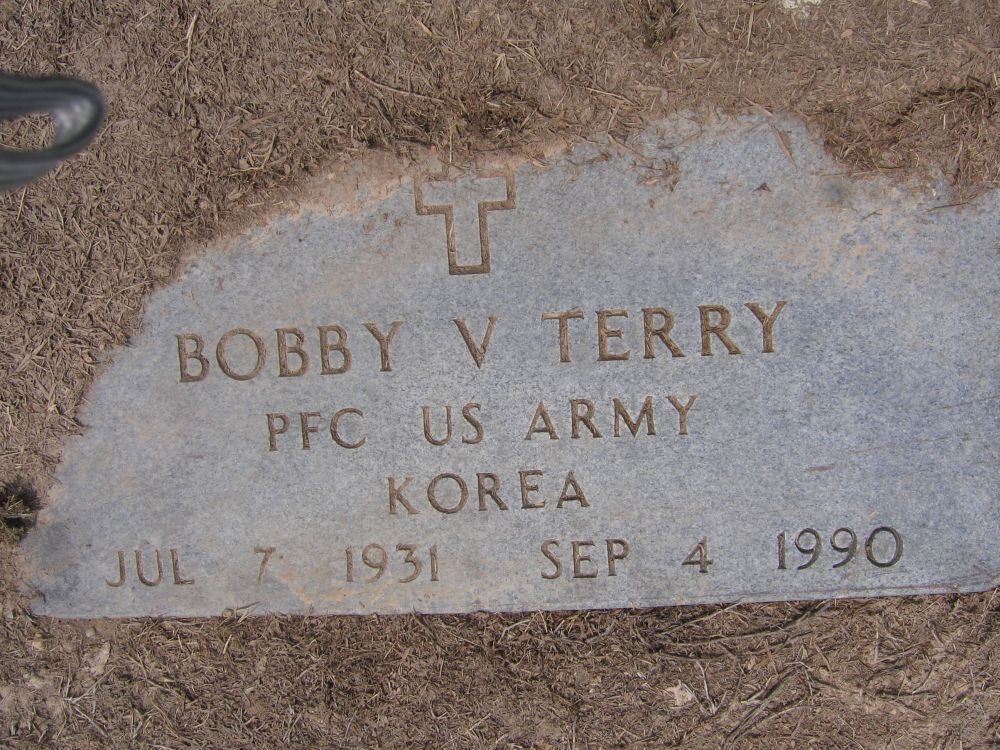 BOBBY V TERRY
PFC US ARMY
KOREA
JUL 7 1931 SEP 4 1990